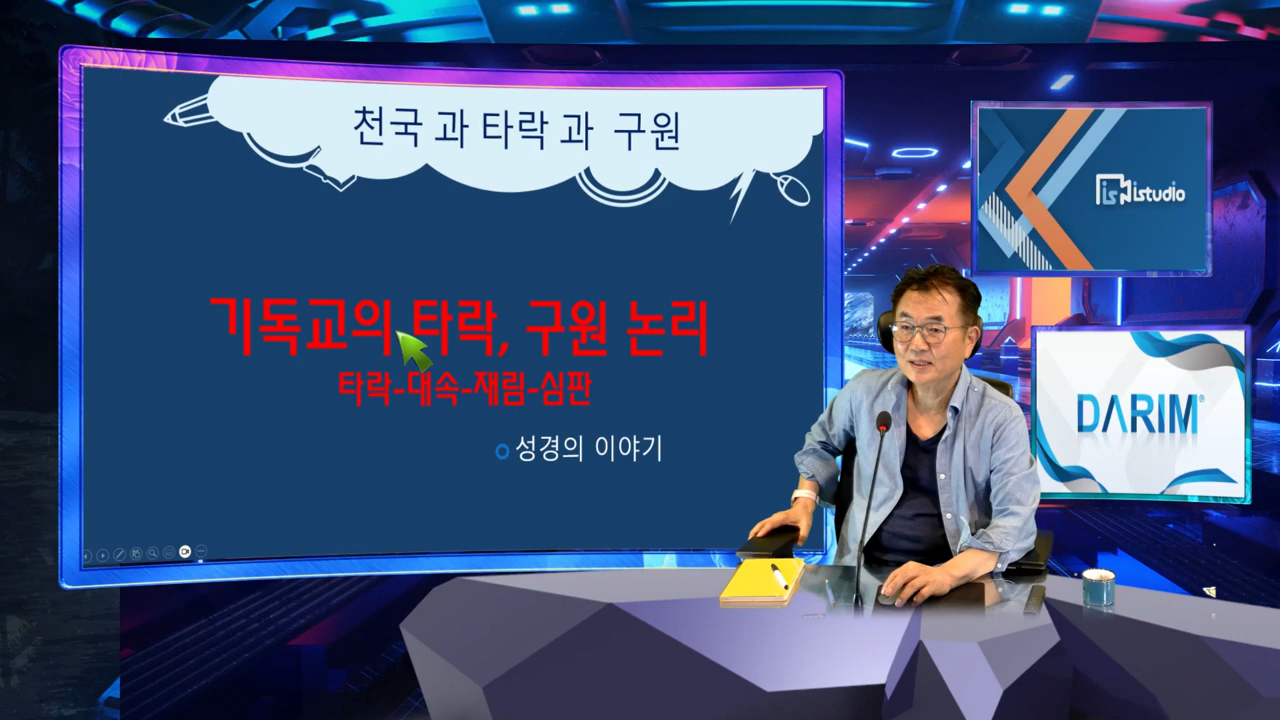 천국 과 타락 과 구원
기독교의 타락, 구원 논리
타락-대속-재림-심판
성경의 이야기
is istudio
DARIM®